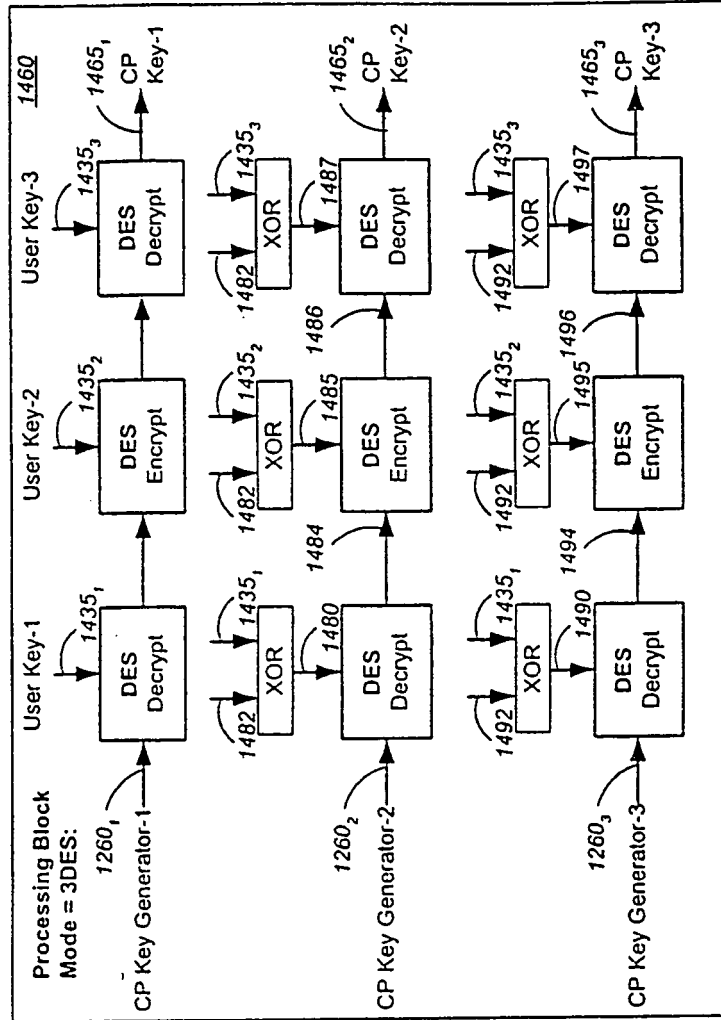 Processing Block
Mode = 3DES:
1460
User Key-1
User Key-2
User Key-3
1435₁
1435₂
1435₃
1260₁
CP Key Generator-1
DES
Decrypt
DES
Encrypt
DES
Decrypt
1465₁
CP
Key-1
1482
1435₁
1482
1435₂
1482
1435₃
XOR
XOR
XOR
1480
1485
1487
1260₂
CP Key Generator-2
DES
Decrypt
1484
DES
Encrypt
1486
DES
Decrypt
1465₂
CP
Key-2
1492
1435₁
1492
1435₂
1492
1435₃
XOR
XOR
XOR
1490
1495
1497
1260₃
CP Key Generator-3
DES
Decrypt
1494
DES
Encrypt
1496
DES
Decrypt
1465₃
CP
Key-3